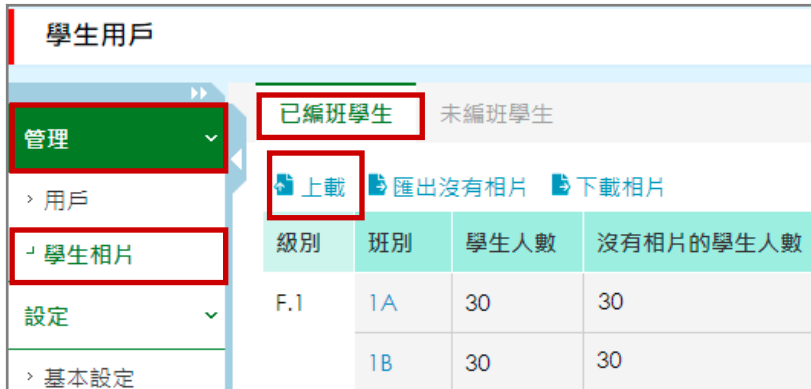 學生用戶
管理
用戶
學生相片
設定
基本設定
已編班學生 未編班學生
上載 匯出沒有相片 下載相片
級別 班別 學生人數 沒有相片的學生人數
F.1 1A 30 30
1B 30 30